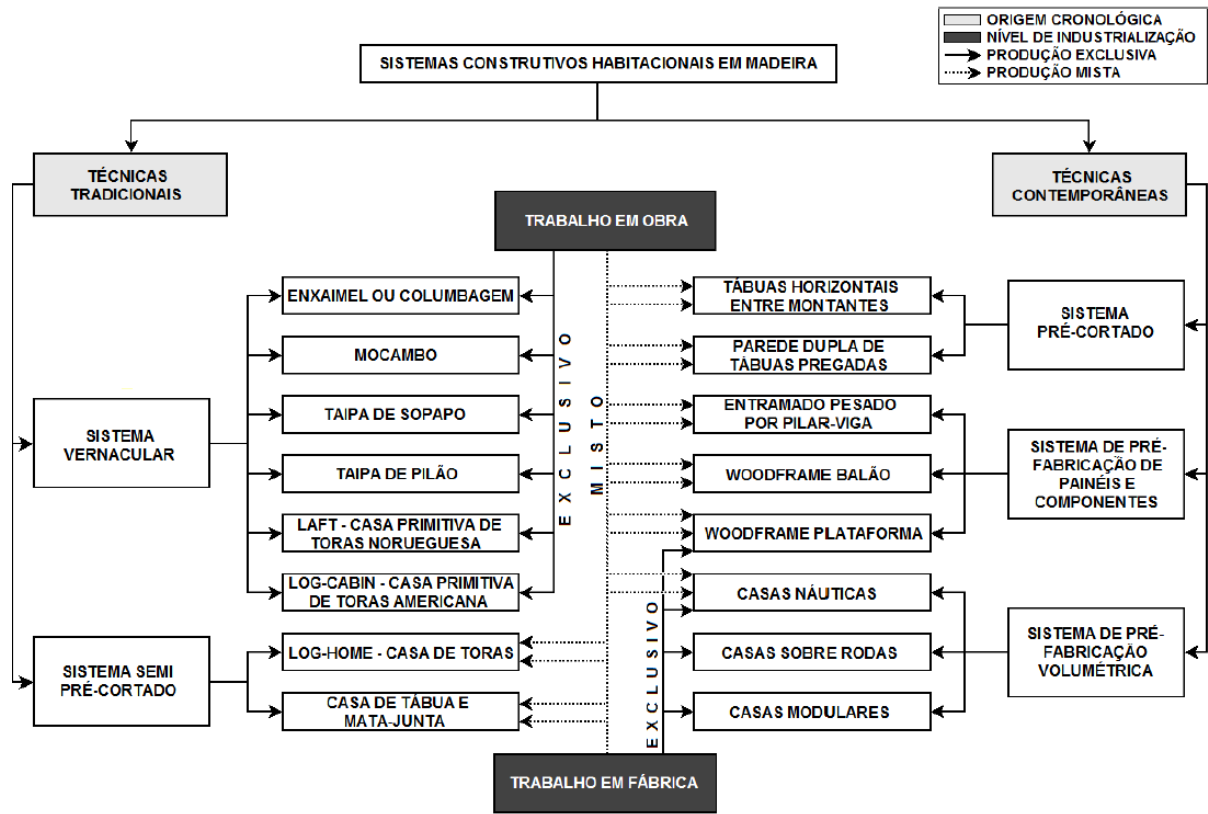 ORIGEM CRONOLÓGICA
NÍVEL DE INDUSTRIALIZAÇÃO
PRODUÇÃO EXCLUSIVA
PRODUÇÃO MISTA
SISTEMAS CONSTRUTIVOS HABITACIONAIS EM MADEIRA
TÉCNICAS
TRADICIONAIS
TÉCNICAS
CONTEMPORÂNEAS
TRABALHO EM OBRA
SISTEMA
VERNACULAR
SISTEMA SEMI
PRÉ-CORTADO
ENXAIMEL OU COLUMBAGEM
MOCAMBO
TAIPA DE SOPAPO
TAIPA DE PILÃO
LAFT - CASA PRIMITIVA DE
TORAS NORUEGUESA
LOG-CABIN - CASA PRIMITIVA
DE TORAS AMERICANA
LOG-HOME - CASA DE TORAS
CASA DE TÁBUA E
MATA-JUNTA
EXCLUSIVO
MISTO
EXCLUSIVO
TÁBUAS HORIZONTAIS
ENTRE MONTANTES
PAREDE DUPLA DE
TÁBUAS PREGADAS
ENTRAMADO PESADO
POR PILAR-VIGA
WOODFRAME BALÃO
WOODFRAME PLATAFORMA
CASAS NÁUTICAS
CASAS SOBRE RODAS
CASAS MODULARES
SISTEMA
PRÉ-CORTADO
SISTEMA DE PRÉ-
FABRICAÇÃO DE
PAINÉIS E
COMPONENTES
SISTEMA DE PRÉ-
FABRICAÇÃO
VOLUMÉTRICA
TRABALHO EM FÁBRICA